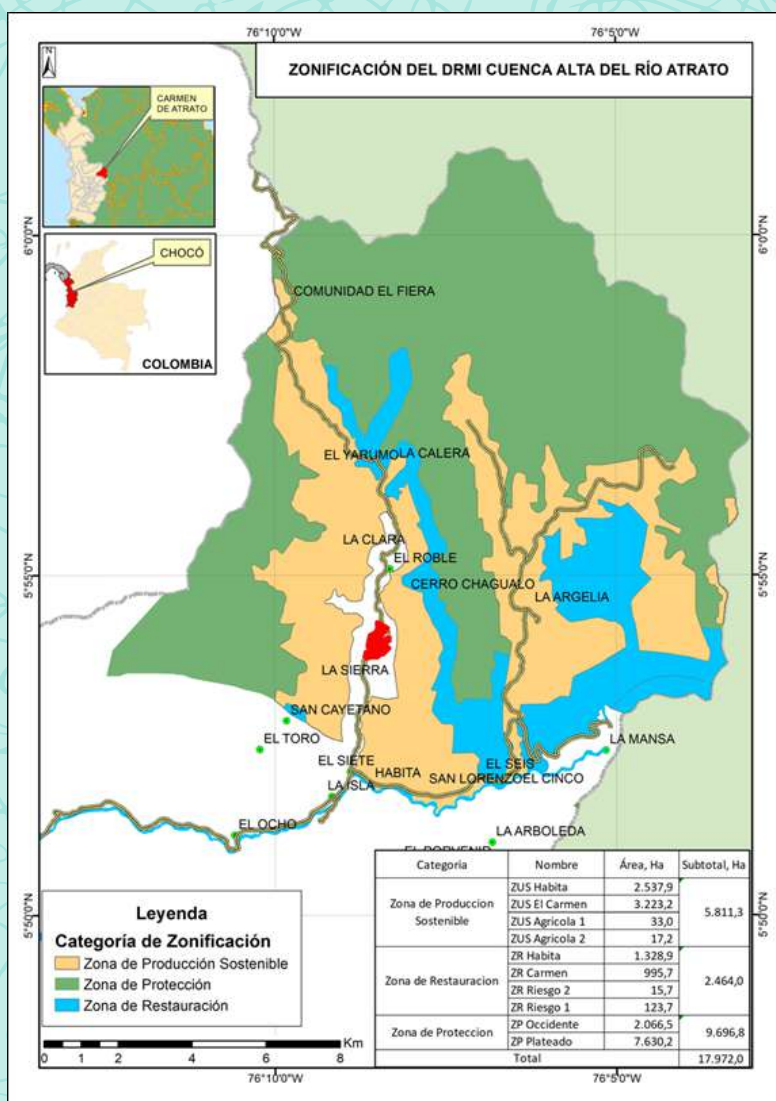 76°10'0"W 76°5'0"W
N
ZONIFICACIÓN DEL DRMI CUENCA ALTA DEL RÍO ATRATO
CARMEN
DE ATRATO
CHOCÓ
COLOMBIA
6°0'0"N 6°0'0"N
COMUNIDAD EL FIERA
EL YARUMO LA CALERA
LA CLARA
EL ROBLE
5°55'0"N 5°55'0"N
CERRO CHAGUALO
LA ARGELIA
LA SIERRA
SAN CAYETANO
EL TORO
LA MANSA
EL SIETE
EL SEIS
HABITA
SAN LORENZO EL CINCO
LA ISLA
EL OCHO
LA ARBOLEDA
EL PORVENIR
5°50'0"N 5°50'0"N
Leyenda
Categoría de Zonificación
Zona de Producción Sostenible
Zona de Protección
Zona de Restauración
Km
0 1 2 4 6 8
Categoria Nombre Área, Ha Subtotal, Ha
Zona de Produccion Sostenible ZUS Habita 2.537,9 5.811,3
ZUS El Carmen 3.223,2
ZUS Agricola 1 33,0
ZUS Agricola 2 17,2
Zona de Restauracion ZR Habita 1.328,9 2.464,0
ZR Carmen 995,7
ZR Riesgo 2 15,7
ZR Riesgo 1 123,7
Zona de Proteccion ZP Occidente 2.066,5 9.696,8
ZP Plateado 7.630,2
Total 17.972,0
76°10'0"W 76°5'0"W